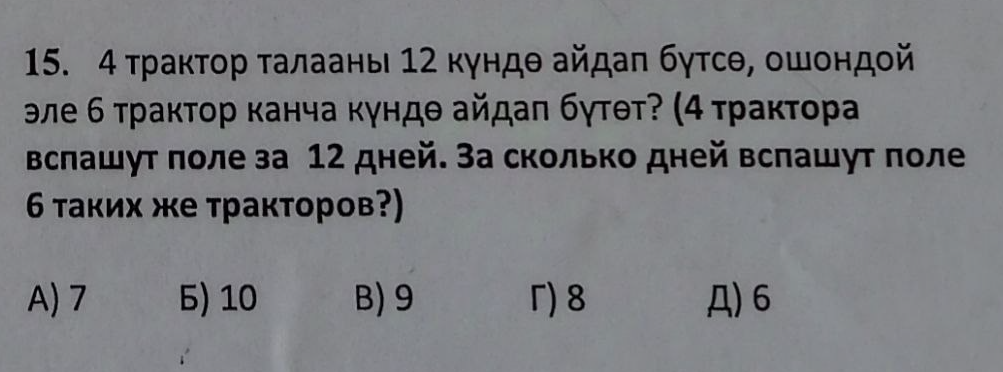 15. 4 трактор талааны 12 күндө айдап бүтсө, ошондой
эле 6 трактор канча күндө айдап бүтөт? (4 трактора
вспашут поле за 12 дней. За сколько дней вспашут поле
6 таких же тракторов?)
А) 7 Б) 10 В) 9 Г) 8 Д) 6